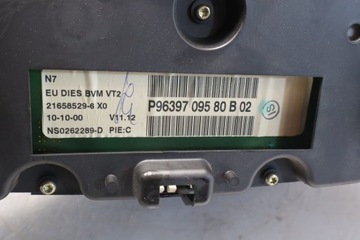 N7
EU DIES BVM VT2
21658529-6 X0
10-10-00 V11.12
NS0262289-D PIE:C
P96397 095 80 B 02